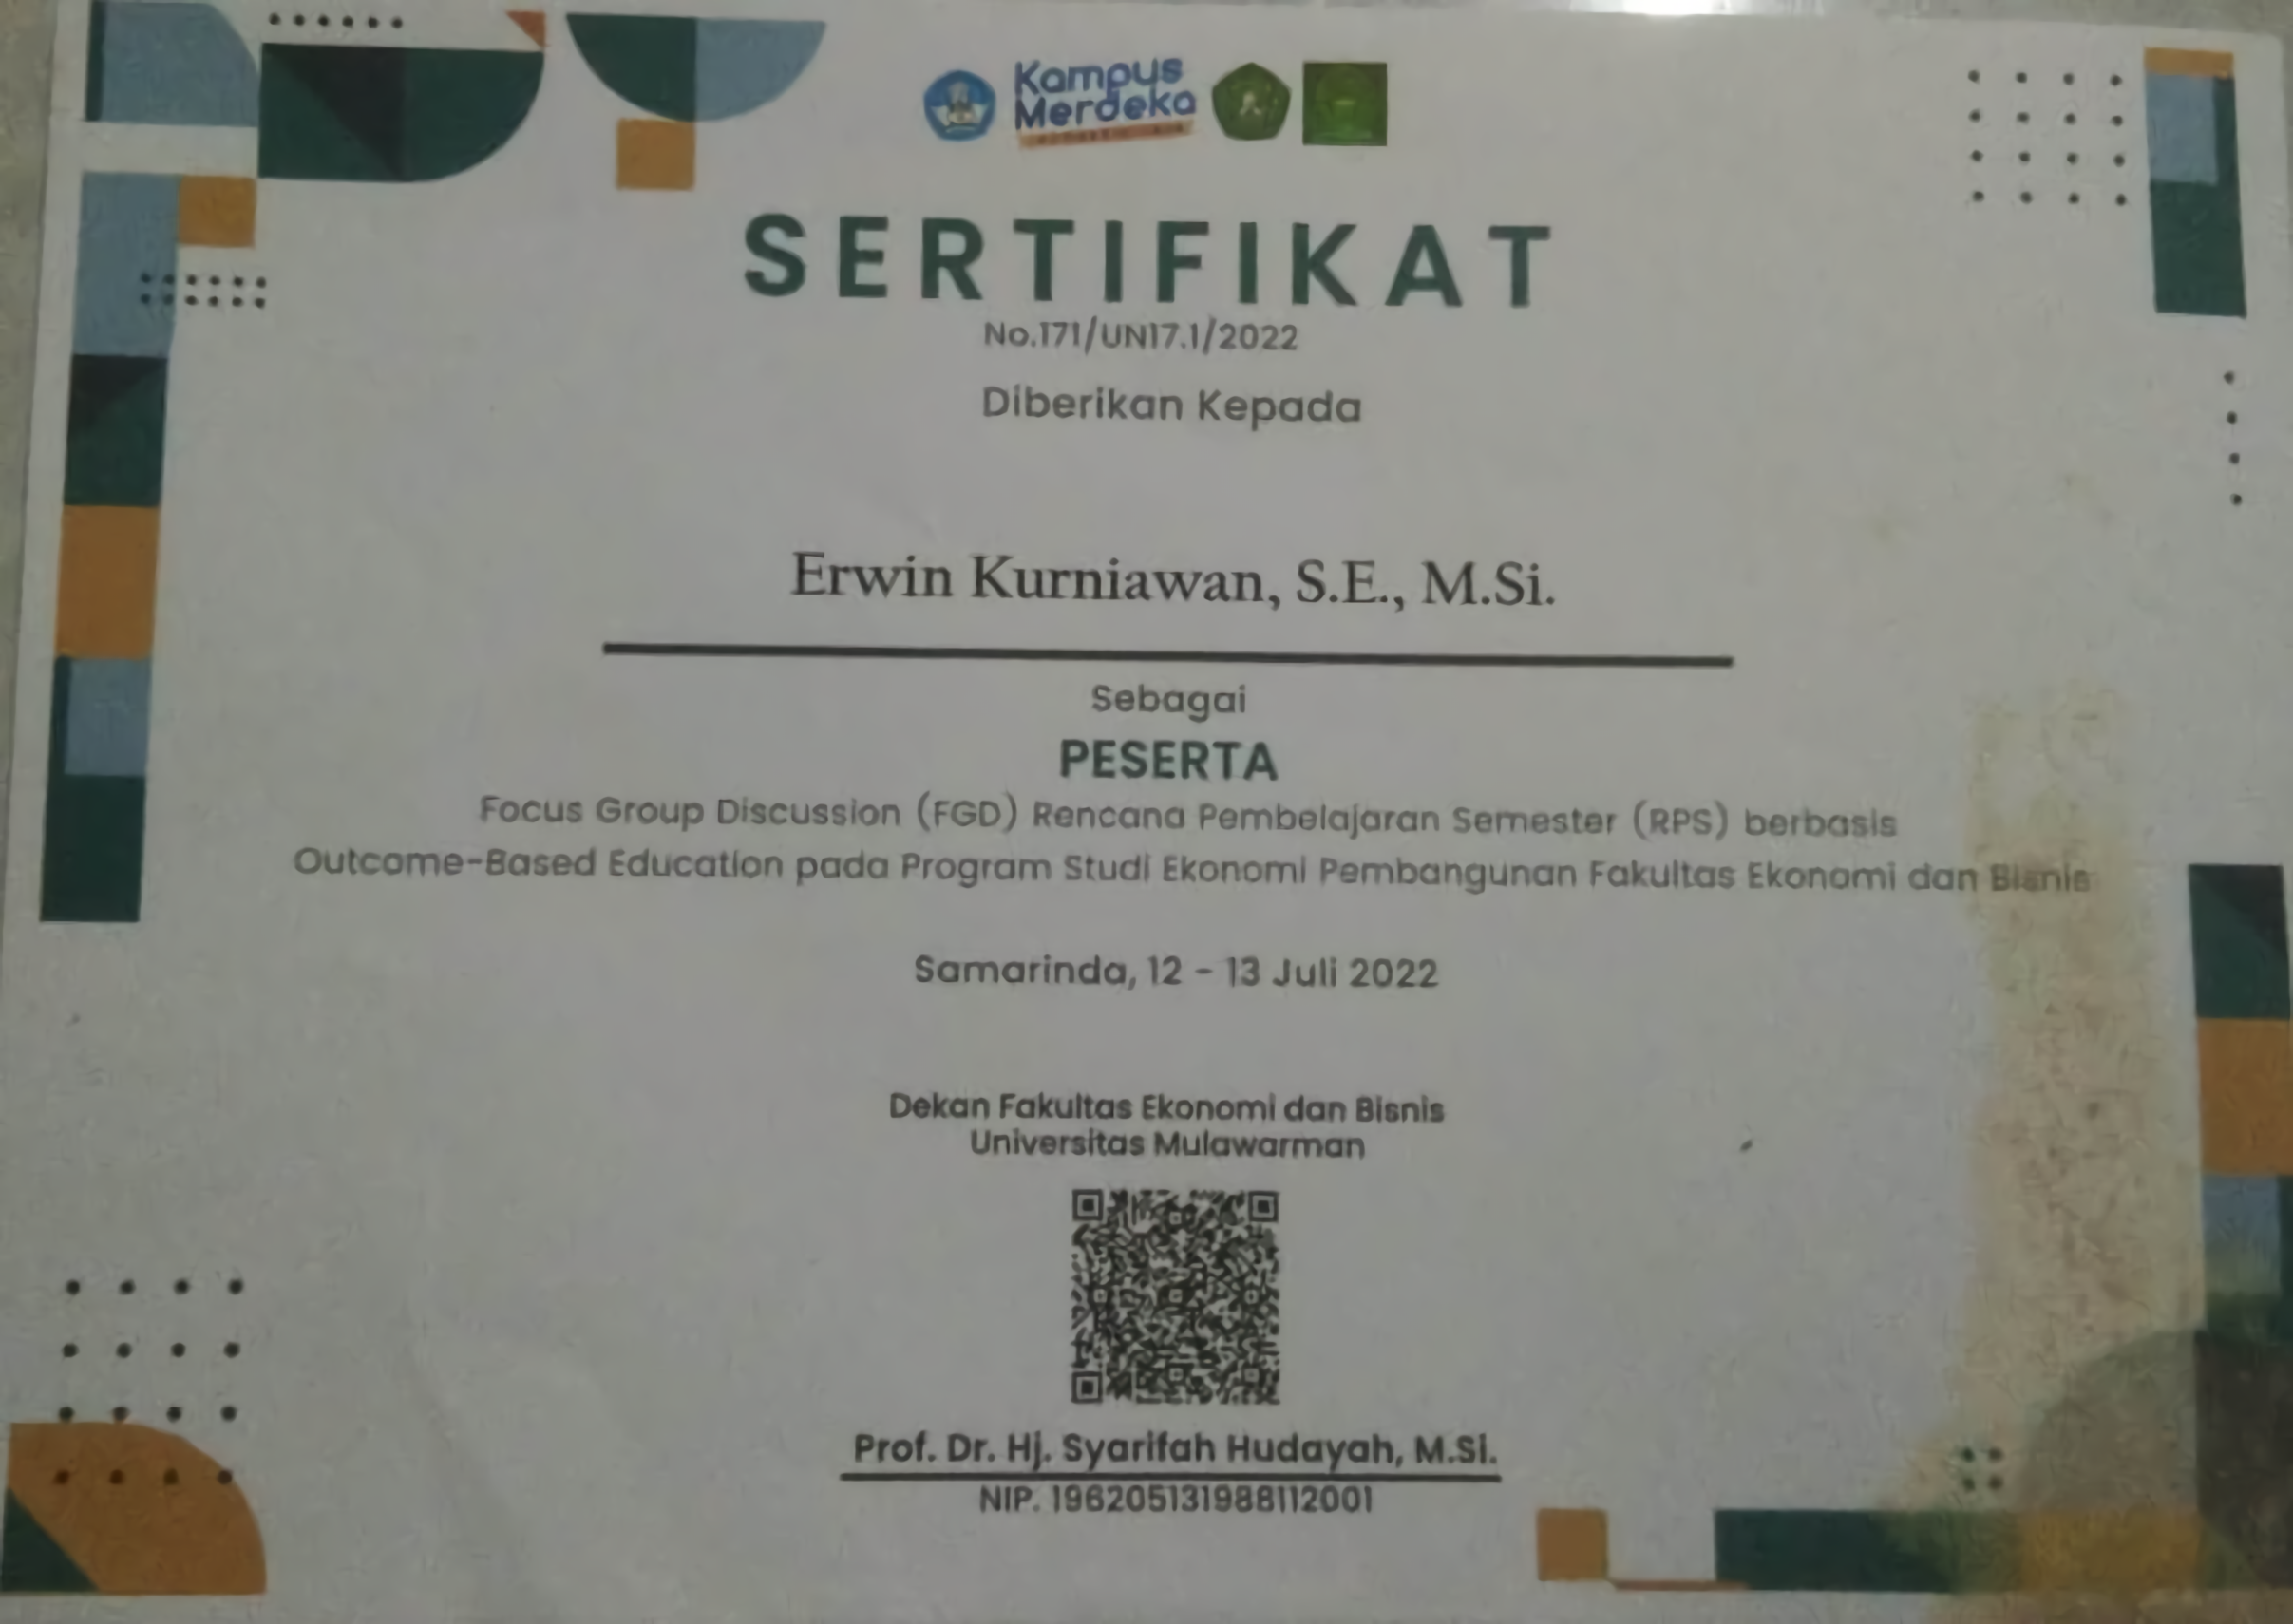 Kampus
Merdeka
SERTIFIKAT
No.171/UN17.1/2022
Diberikan Kepada
Erwin Kurniawan, S.E., M.Si.
Sebagai
PESERTA
Focus Group Discussion (FGD) Rencana Pembelajaran Semester (RPS) berbasis
Outcome-Based Education pada Program Studi Ekonomi Pembangunan Fakultas Ekonomi dan Bisnis
Samarinda, 12 - 13 Juli 2022
Dekan Fakultas Ekonomi dan Bisnis
Universitas Mulawarman
Prof. Dr. Hj. Syarifah Hudayah, M.Si.
NIP. 196205131988112001